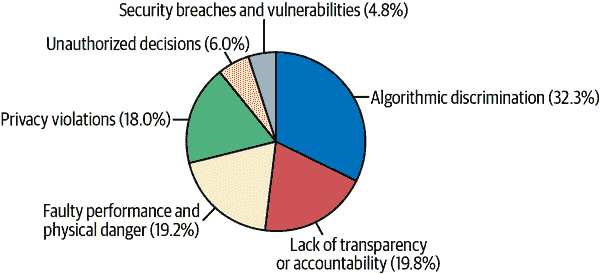 Security breaches and vulnerabilities (4.8%)
Unauthorized decisions (6.0%)
Algorithmic discrimination (32.3%)
Privacy violations (18.0%)
Faulty performance and
physical danger (19.2%)
Lack of transparency
or accountability (19.8%)